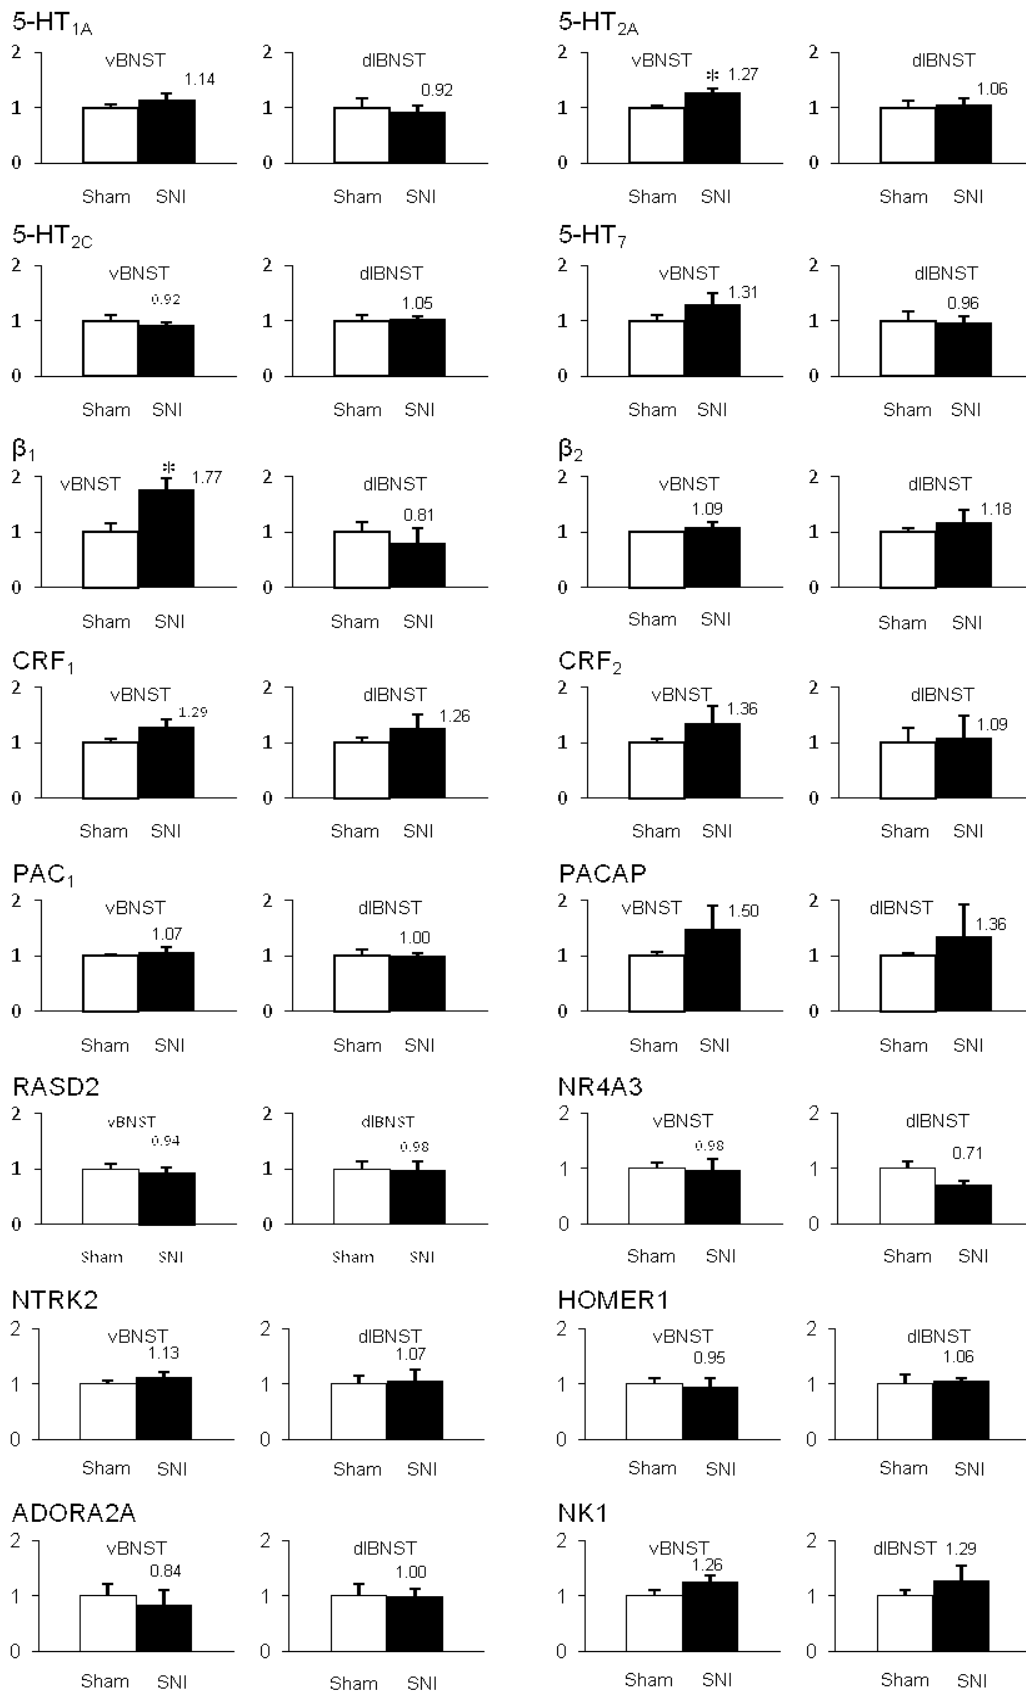 5-HT1A 5-HT2A
2 vBNST 1.14 2 dlBNST 0.92 2 vBNST * 1.27 2 dlBNST 1.06
1 1 1 1
0 0 0 0
Sham SNI Sham SNI Sham SNI Sham SNI
5-HT2C 5-HT7
2 vBNST 0.92 2 dlBNST 1.05 2 vBNST 1.31 2 dlBNST 0.96
1 1 1 1
0 0 0 0
Sham SNI Sham SNI Sham SNI Sham SNI
β1 β2
2 vBNST * 1.77 2 dlBNST 0.81 2 vBNST 1.09 2 dlBNST 1.18
1 1 1 1
0 0 0 0
Sham SNI Sham SNI Sham SNI Sham SNI
CRF1 CRF2
2 vBNST 1.29 2 dlBNST 1.26 2 vBNST 1.36 2 dlBNST 1.09
1 1 1 1
0 0 0 0
Sham SNI Sham SNI Sham SNI Sham SNI
PAC1 PACAP
2 vBNST 1.07 2 dlBNST 1.00 2 vBNST 1.50 2 dlBNST 1.36
1 1 1 1
0 0 0 0
Sham SNI Sham SNI Sham SNI Sham SNI
RASD2 NR4A3
2 vBNST 0.94 2 dlBNST 0.98 2 vBNST 0.98 2 dlBNST 0.71
1 1 1 1
0 0 0 0
Sham SNI Sham SNI Sham SNI Sham SNI
NTRK2 HOMER1
2 vBNST 1.13 2 dlBNST 1.07 2 vBNST 0.95 2 dlBNST 1.06
1 1 1 1
0 0 0 0
Sham SNI Sham SNI Sham SNI Sham SNI
ADORA2A NK1
2 vBNST 0.84 2 dlBNST 1.00 2 vBNST 1.26 2 dlBNST 1.29
1 1 1 1
0 0 0 0
Sham SNI Sham SNI Sham SNI Sham SNI